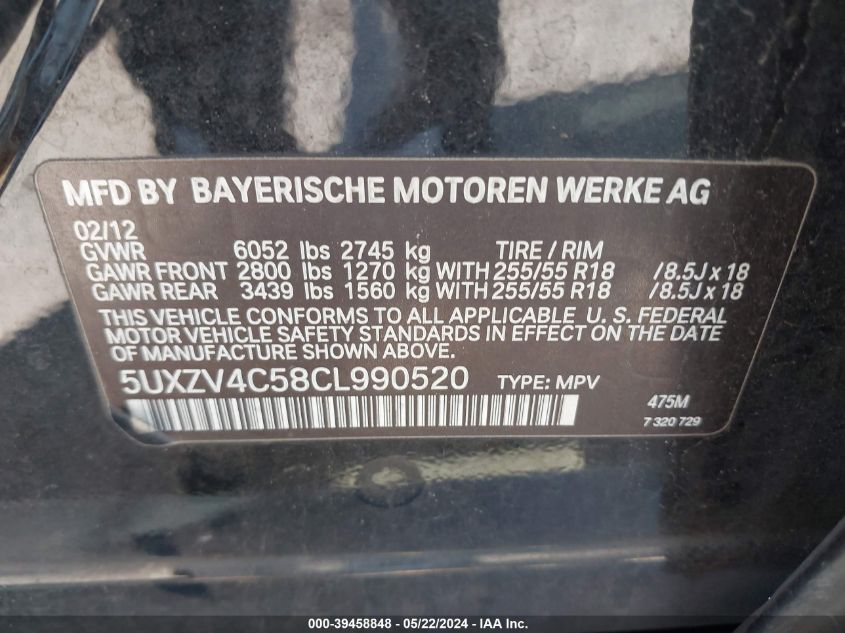 MFD BY BAYERISCHE MOTOREN WERKE AG
02/12
GVWR 6052 lbs 2745 kg TIRE / RIM
GAWR FRONT 2800 lbs 1270 kg WITH 255/55 R18 / 8.5J x 18
GAWR REAR 3439 lbs 1560 kg WITH 255/55 R18 / 8.5J x 18
THIS VEHICLE CONFORMS TO ALL APPLICABLE U. S. FEDERAL
MOTOR VEHICLE SAFETY STANDARDS IN EFFECT ON THE DATE
OF MANUFACTURE SHOWN ABOVE.
5UXZV4C58CL990520 TYPE: MPV
475M
7 320 729
000-39458848 - 05/22/2024 - IAA Inc.